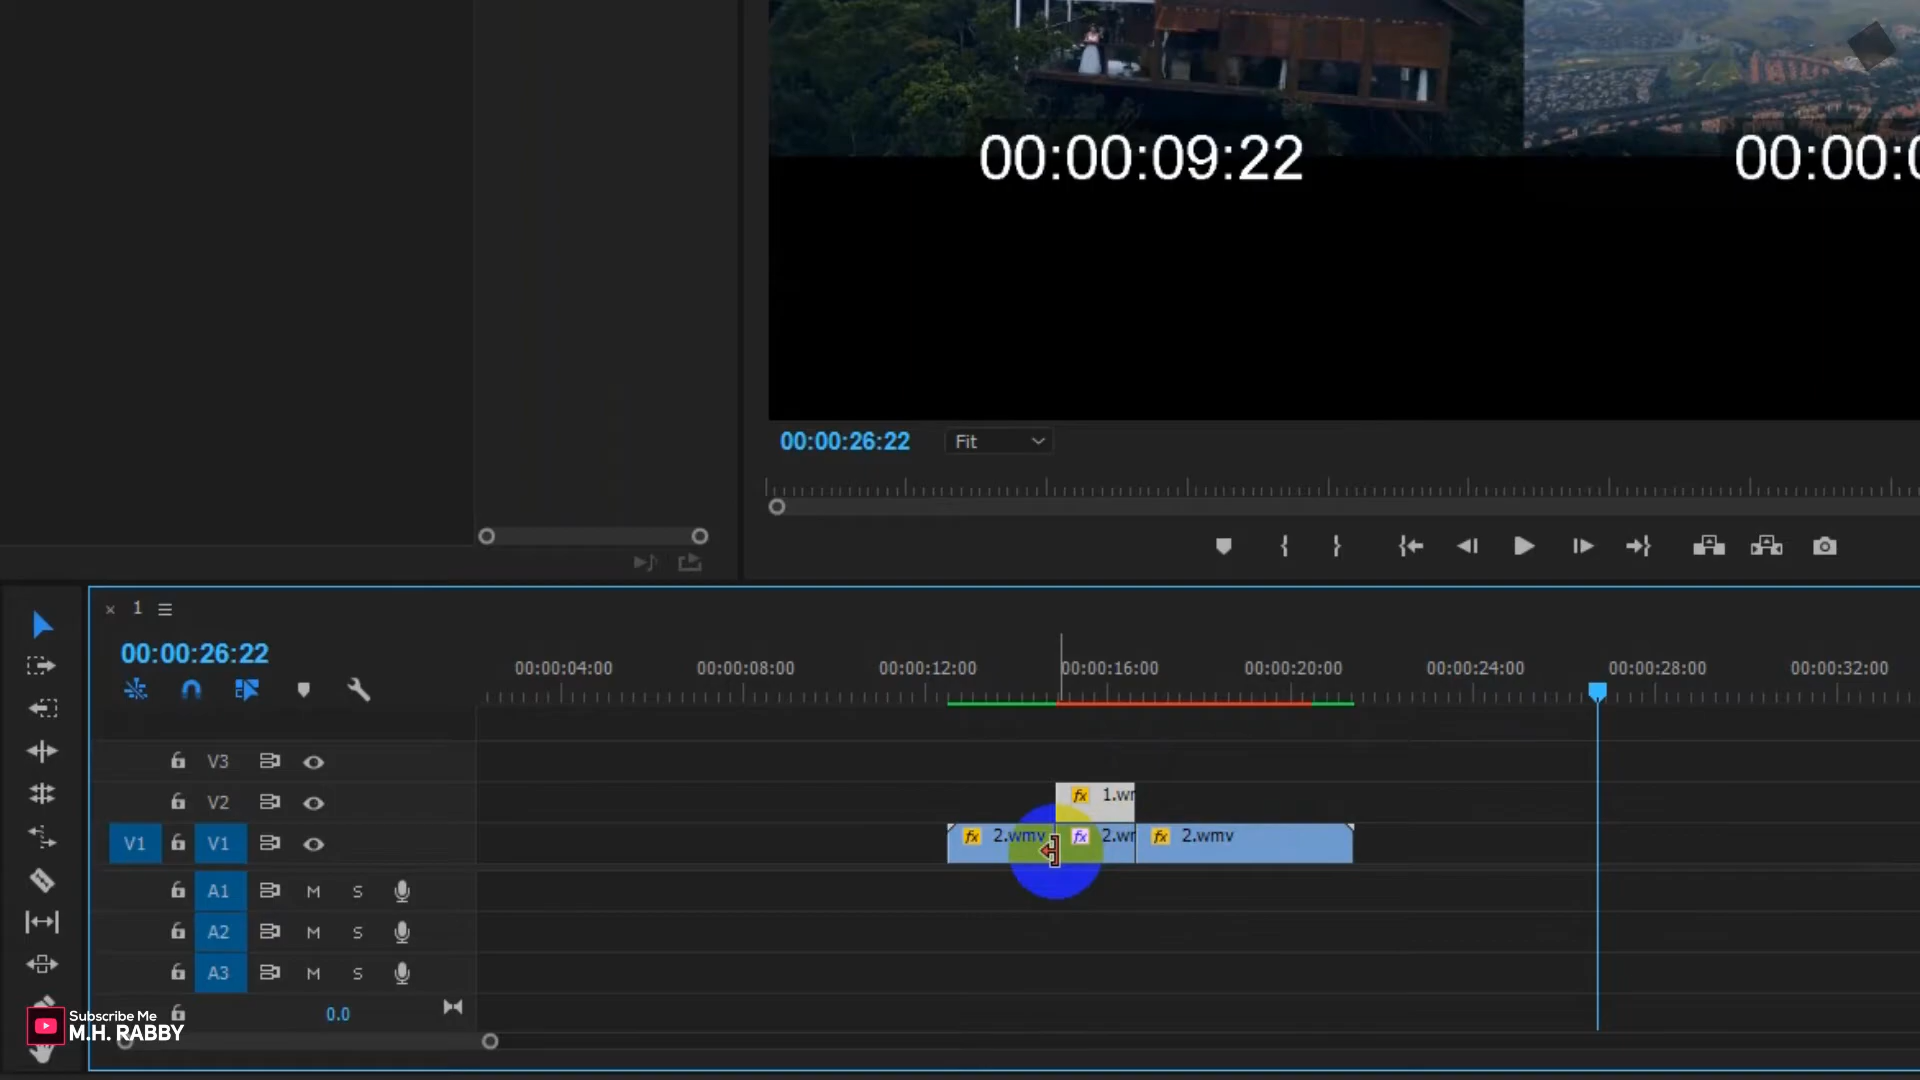 00:00:09:22
00:00:0
00:00:26:22
Fit
1
00:00:26:22
00:00:04:00
00:00:08:00
00:00:12:00
00:00:16:00
00:00:20:00
00:00:24:00
00:00:28:00
00:00:32:00
V3
V2
fx 1.wr
V1 V1
fx 2.wmv
fx 2.wr
fx 2.wmv
A1 M S
A2 M S
A3 M S
0.0
Subscribe Me
M.H. RABBY